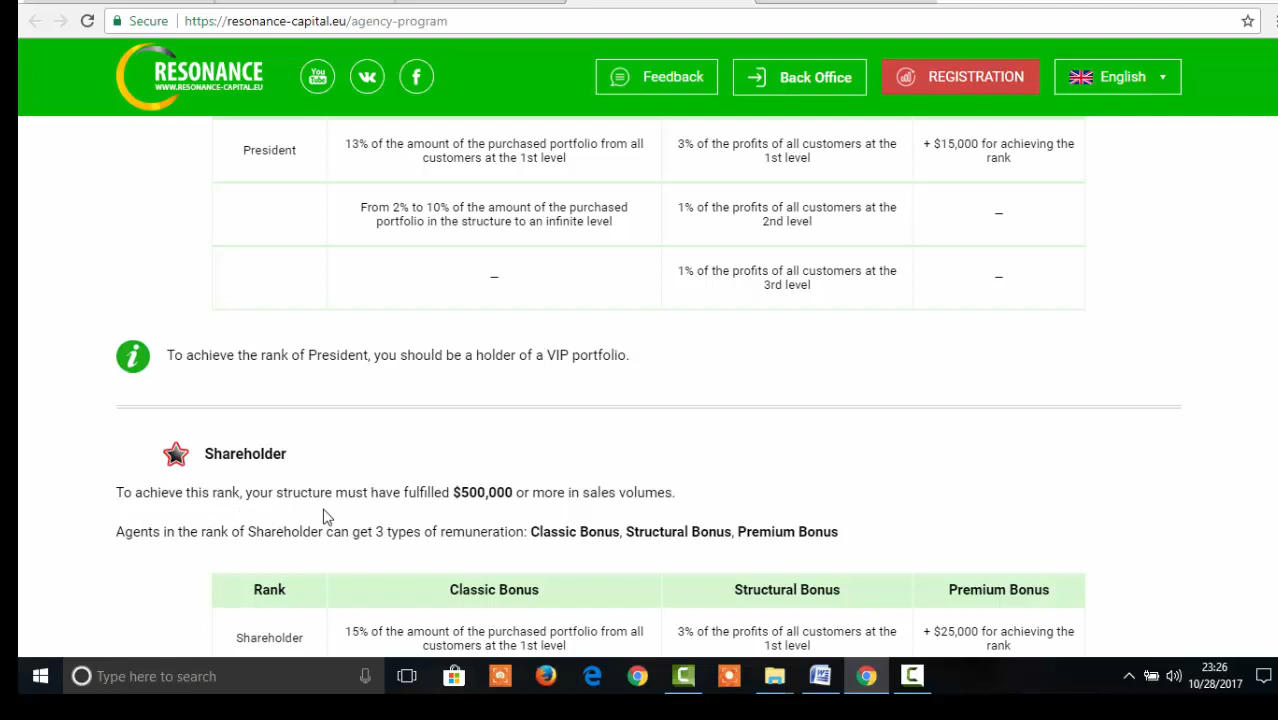 Secure
https://resonance-capital.eu/agency-program
RESONANCE
WWW.RESONANCE-CAPITAL.EU
You
Tube
Feedback
Back Office
REGISTRATION
English
President
13% of the amount of the purchased portfolio from all
customers at the 1st level
3% of the profits of all customers at the
1st level
+ $15,000 for achieving the
rank
From 2% to 10% of the amount of the purchased
portfolio in the structure to an infinite level
1% of the profits of all customers at the
2nd level
–
–
1% of the profits of all customers at the
3rd level
–
To achieve the rank of President, you should be a holder of a VIP portfolio.
Shareholder
To achieve this rank, your structure must have fulfilled $500,000 or more in sales volumes.
Agents in the rank of Shareholder can get 3 types of remuneration: Classic Bonus, Structural Bonus, Premium Bonus
Rank
Classic Bonus
Structural Bonus
Premium Bonus
Shareholder
15% of the amount of the purchased portfolio from all
customers at the 1st level
3% of the profits of all customers at the
1st level
+ $25,000 for achieving the
rank
Type here to search
23:26
10/28/2017